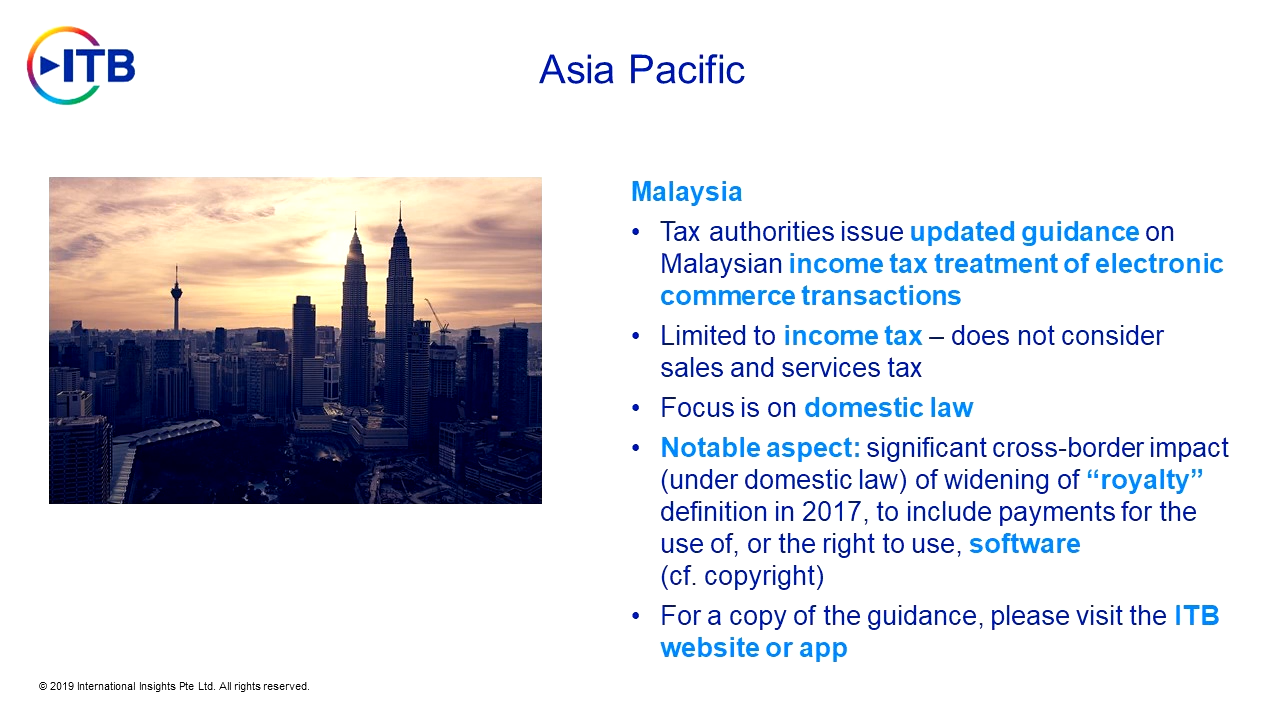 ITB
Asia Pacific
Malaysia
• Tax authorities issue updated guidance on
Malaysian income tax treatment of electronic
commerce transactions
• Limited to income tax – does not consider
sales and services tax
• Focus is on domestic law
• Notable aspect: significant cross-border impact
(under domestic law) of widening of “royalty”
definition in 2017, to include payments for the
use of, or the right to use, software
(cf. copyright)
• For a copy of the guidance, please visit the ITB
website or app
© 2019 International Insights Pte Ltd. All rights reserved.